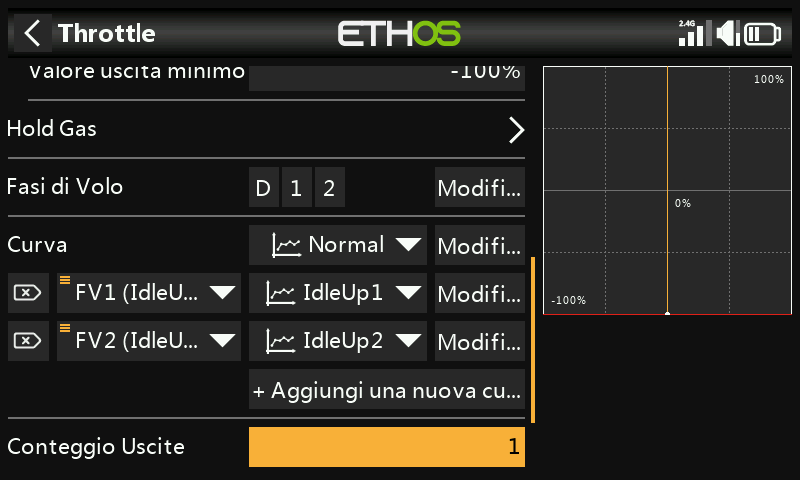 Throttle
ETHOS
2.4G
Valore uscita minimo
-100%
Hold Gas
Fasi di Volo
D 1 2
Modifi...
Curva
Normal
Modifi...
FV1 (IdleU...
IdleUp1
Modifi...
FV2 (IdleU...
IdleUp2
Modifi...
+ Aggiungi una nuova cu...
Conteggio Uscite
1
100%
0%
-100%